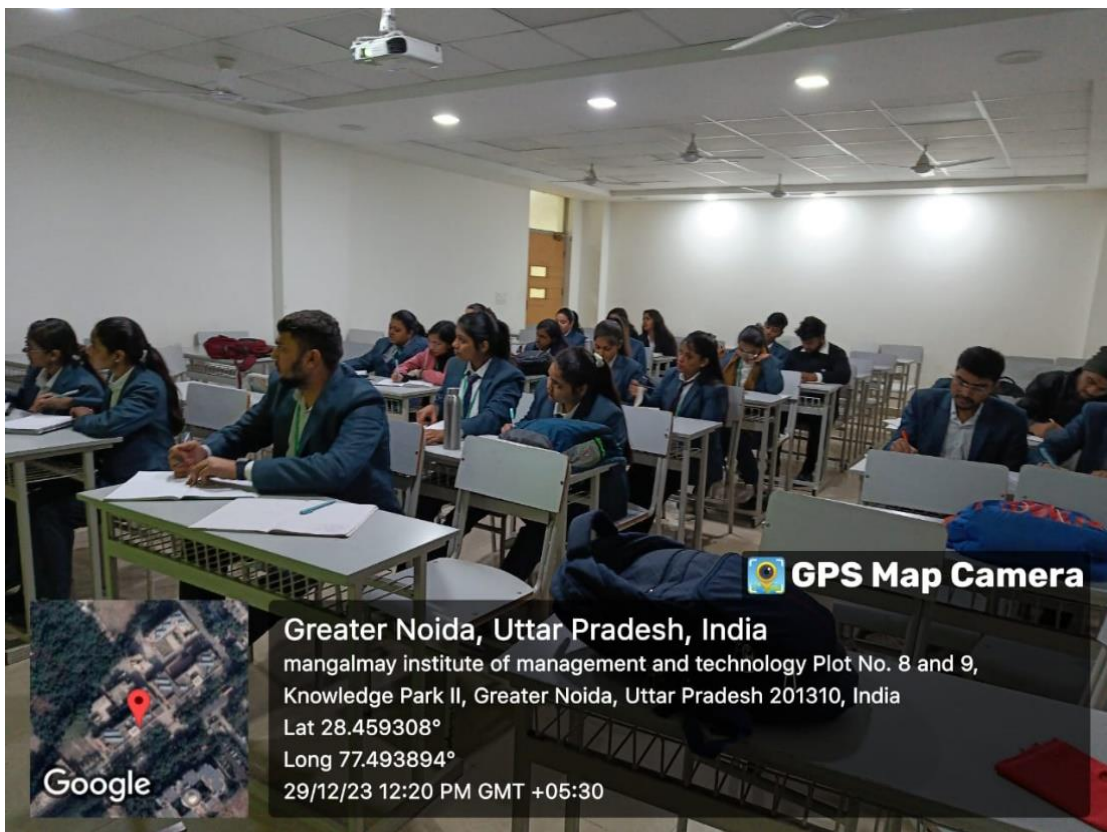 GPS Map Camera
Greater Noida, Uttar Pradesh, India
mangalmay institute of management and technology Plot No. 8 and 9,
Knowledge Park II, Greater Noida, Uttar Pradesh 201310, India
Lat 28.459308°
Long 77.493894°
29/12/23 12:20 PM GMT +05:30
Google